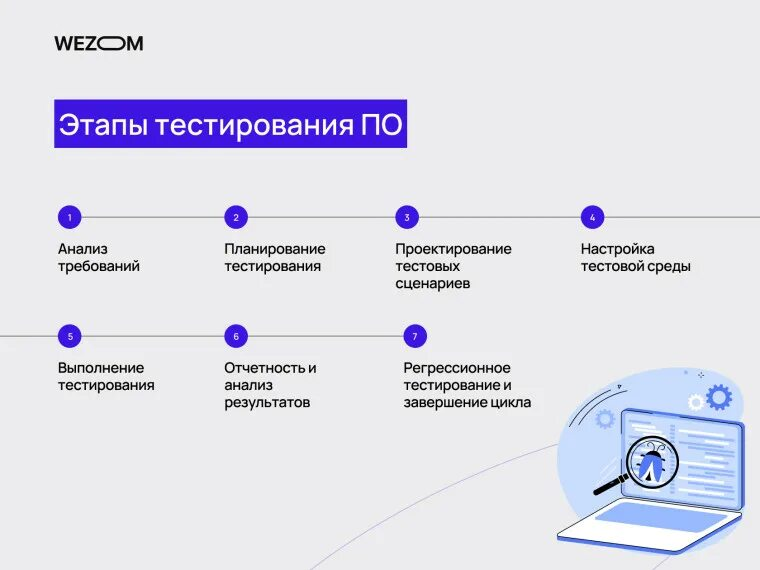 WEZOM
Этапы тестирования ПО
1
Анализ
требований
2
Планирование
тестирования
3
Проектирование
тестовых
сценариев
4
Настройка
тестовой среды
5
Выполнение
тестирования
6
Отчетность и
анализ
результатов
7
Регрессионное
тестирование и
завершение цикла